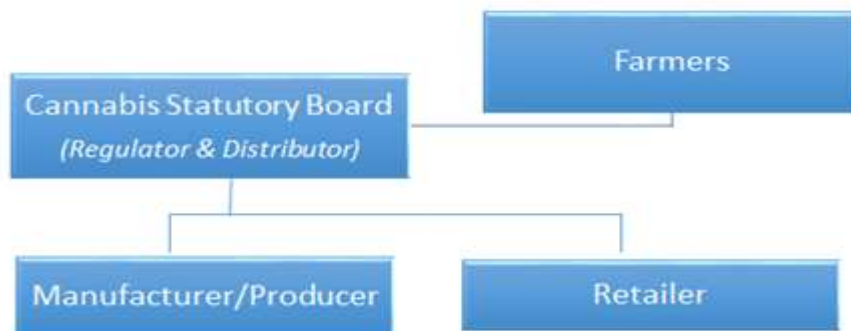 Farmers
Cannabis Statutory Board
(Regulator & Distributor)
Manufacturer/Producer
Retailer